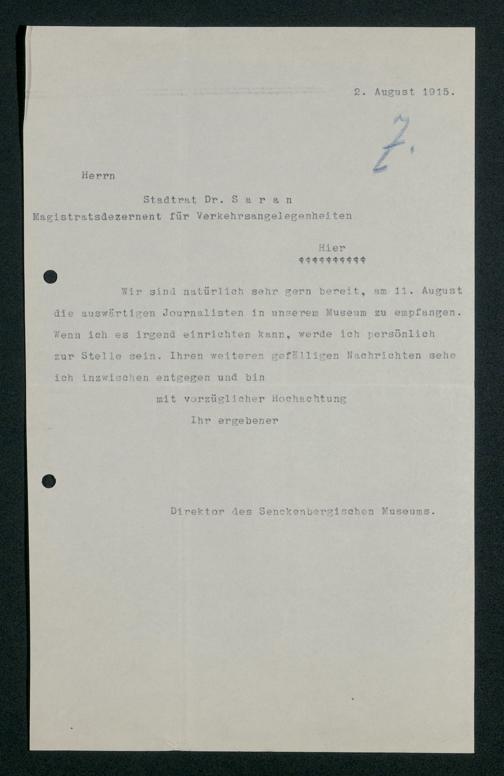 2. August 1915.
7.
Herrn
Stadtrat Dr. S a r a n
Magistratsdezernent für Verkehrsangelegenheiten
Hier
Wir sind natürlich sehr gern bereit, am 11. August
die auswärtigen Journalisten in unserem Museum zu empfangen.
Wenn ich es irgend einrichten kann, werde ich persönlich
zur Stelle sein. Ihren weiteren gefälligen Nachrichten sehe
ich inzwischen entgegen und bin
mit vorzüglicher Hochachtung
Ihr ergebener
Direktor des Senckenbergischen Museums.